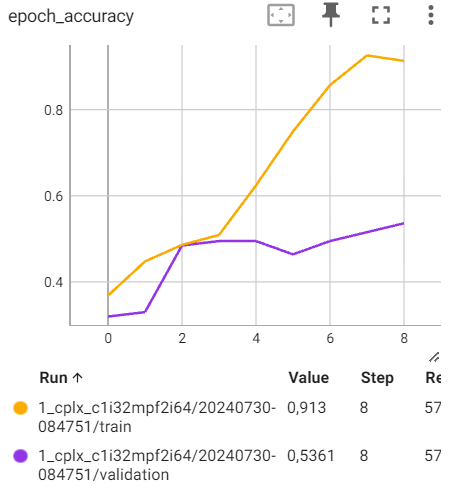 epoch_accuracy
0.8
0.6
0.4
0 2 4 6 8
Run ↑ Value Step Re
1_cplx_c1i32mpf2i64/20240730- 0,913 8 57
084751/train
1_cplx_c1i32mpf2i64/20240730- 0,5361 8 57
084751/validation